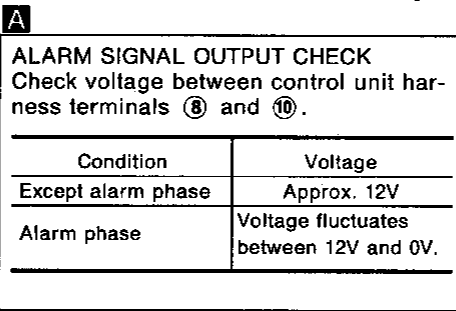 A
ALARM SIGNAL OUTPUT CHECK
Check voltage between control unit har-
ness terminals ⑧ and ⑩.
Condition Voltage
Except alarm phase Approx. 12V
Alarm phase Voltage fluctuates
between 12V and 0V.